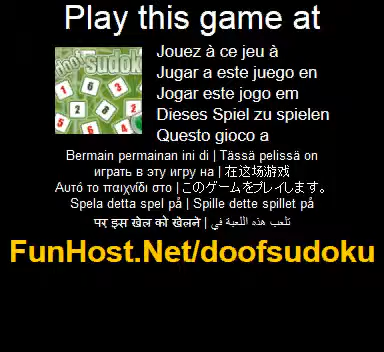 Play this game at
doof sudoku
Jouez à ce jeu à
Jugar a este juego en
Jogar este jogo em
Dieses Spiel zu spielen
Questo gioco a
Bermain permainan ini di | Tässä pelissä on
играть в эту игру на | 在这场游戏
Αυτό το παιχνίδι στο | このゲームをプレイします。
Spela detta spel på | Spille dette spillet på
पर इस खेल को खेलने | تلعب هذه اللعبة في
FunHost.Net/doofsudoku